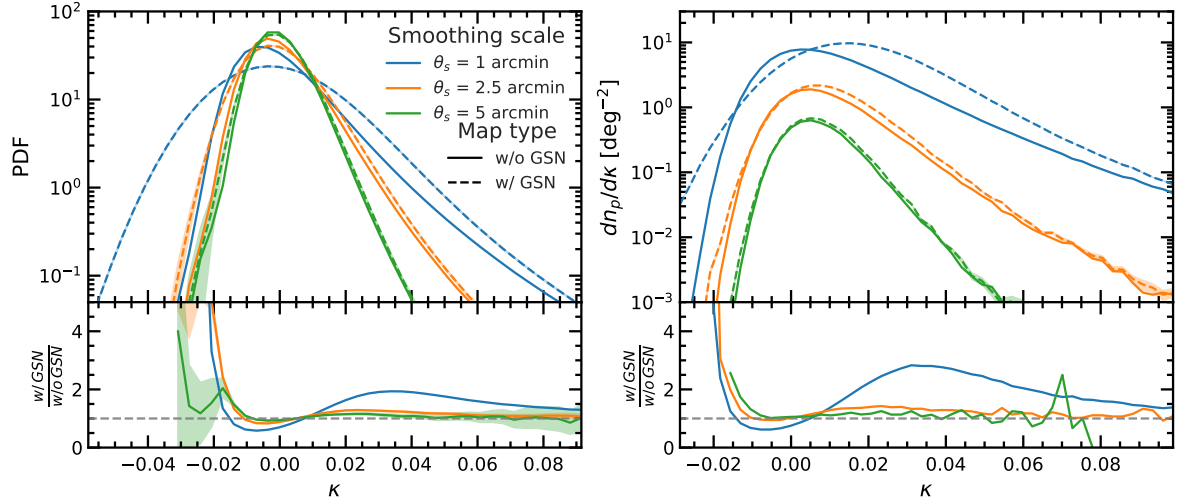 PDF
10²
10¹
10⁰
10⁻¹
Smoothing scale
θₛ = 1 arcmin
θₛ = 2.5 arcmin
θₛ = 5 arcmin
Map type
w/o GSN
w/ GSN
w/ GSN
w/o GSN
4
2
0
−0.04 −0.02 0.00 0.02 0.04 0.06 0.08
κ
dnₚ/dκ [deg⁻²]
10¹
10⁰
10⁻¹
10⁻²
10⁻³
w/ GSN
w/o GSN
4
2
0
−0.02 0.00 0.02 0.04 0.06 0.08
κ